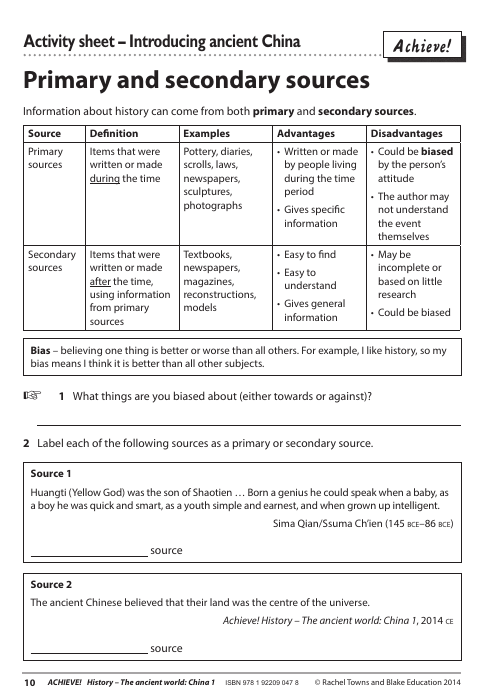 Activity sheet – Introducing ancient China
Achieve!
Primary and secondary sources
Information about history can come from both primary and secondary sources.
Source Definition Examples Advantages Disadvantages
Primary sources
Items that were written or made during the time
Pottery, diaries, scrolls, laws, newspapers, sculptures, photographs
• Written or made by people living during the time period
• Gives specific information
• Could be biased by the person's attitude
• The author may not understand the event themselves
Secondary sources
Items that were written or made after the time, using information from primary sources
Textbooks, newspapers, magazines, reconstructions, models
• Easy to find
• Easy to understand
• Gives general information
• May be incomplete or based on little research
• Could be biased
Bias – believing one thing is better or worse than all others. For example, I like history, so my
bias means I think it is better than all other subjects.
1 What things are you biased about (either towards or against)?
2 Label each of the following sources as a primary or secondary source.
Source 1
Huangti (Yellow God) was the son of Shaotien … Born a genius he could speak when a baby, as
a boy he was quick and smart, as a youth simple and earnest, and when grown up intelligent.
Sima Qian/Ssuma Ch'ien (145 BCE–86 BCE)
source
Source 2
The ancient Chinese believed that their land was the centre of the universe.
Achieve! History – The ancient world: China 1, 2014 CE
source
10 ACHIEVE! History – The ancient world: China 1 ISBN 978 1 92209 047 8 © Rachel Towns and Blake Education 2014